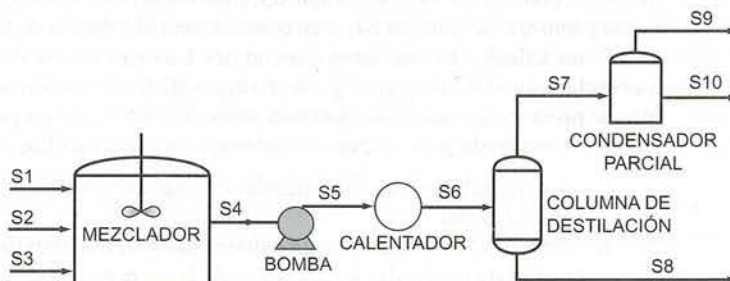 S9
S7
S10
CONDENSADOR
PARCIAL
S1
S2
S3
MEZCLADOR
S4
S5
BOMBA
CALENTADOR
S6
COLUMNA DE
DESTILACIÓN
S8